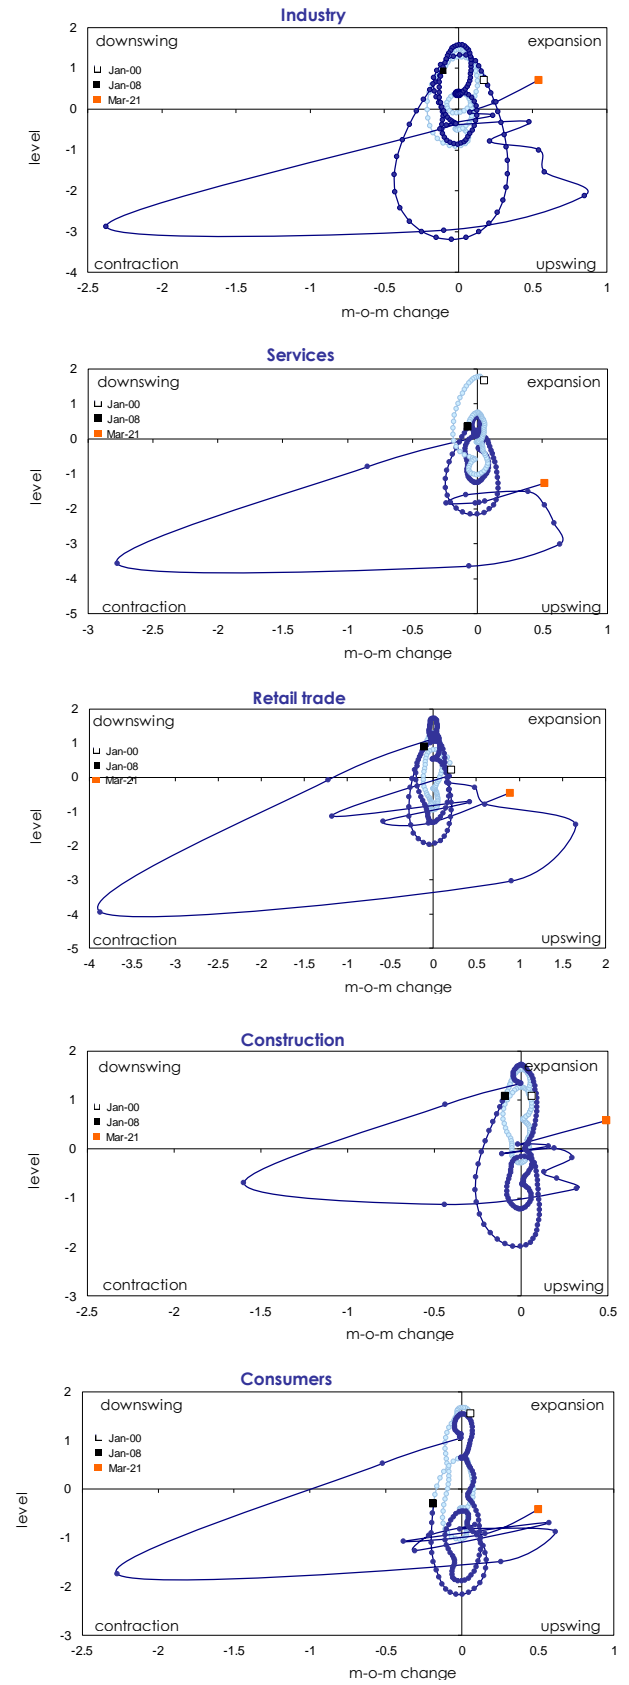 Industry
2
downswing
expansion
Jan-00
1
Jan-08
Mar-21
0
level
-1
-2
-3
contraction
upswing
-4
-2.5 -2 -1.5 -1 -0.5 0 0.5 1
m-o-m change
Services
2
downswing
expansion
Jan-00
1
Jan-08
Mar-21
0
level
-1
-2
-3
-4
contraction
upswing
-5
-3 -2.5 -2 -1.5 -1 -0.5 0 0.5 1
m-o-m change
Retail trade
2
downswing
expansion
1
Jan-00
Jan-08
0
Mar-21
level
-1
-2
-3
-4
contraction
upswing
-5
-4 -3.5 -3 -2.5 -2 -1.5 -1 -0.5 0 0.5 1 1.5 2
m-o-m change
Construction
2
downswing
expansion
1
Jan-00
Jan-08
Mar-21
0
level
-1
-2
contraction
upswing
-3
-2.5 -2 -1.5 -1 -0.5 0 0.5
m-o-m change
Consumers
2
downswing
expansion
1
Jan-00
Jan-08
Mar-21
0
level
-1
-2
contraction
upswing
-3
-2.5 -2 -1.5 -1 -0.5 0 0.5 1
m-o-m change